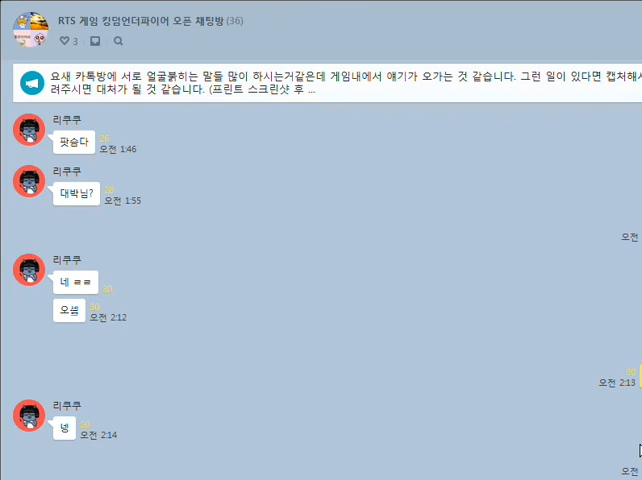 RTS 게임 킹덤언더파이어 오픈 채팅방 (36)
3
요새 카톡방에 서로 얼굴붉히는 말들 많이 하시는거같은데 게임내에서 얘기가 오가는 것 같습니다. 그런 일이 있다면 캡처해서
려주시면 대처가 될 것 같습니다. (프린트 스크린샷 후 ...
리쿠쿠
팟슴다
오전 1:46
리쿠쿠
대박님?
오전 1:55
오전
리쿠쿠
네 ㄹㄹ
오셈
오전 2:12
오전 2:13
리쿠쿠
넹
오전 2:14
오전